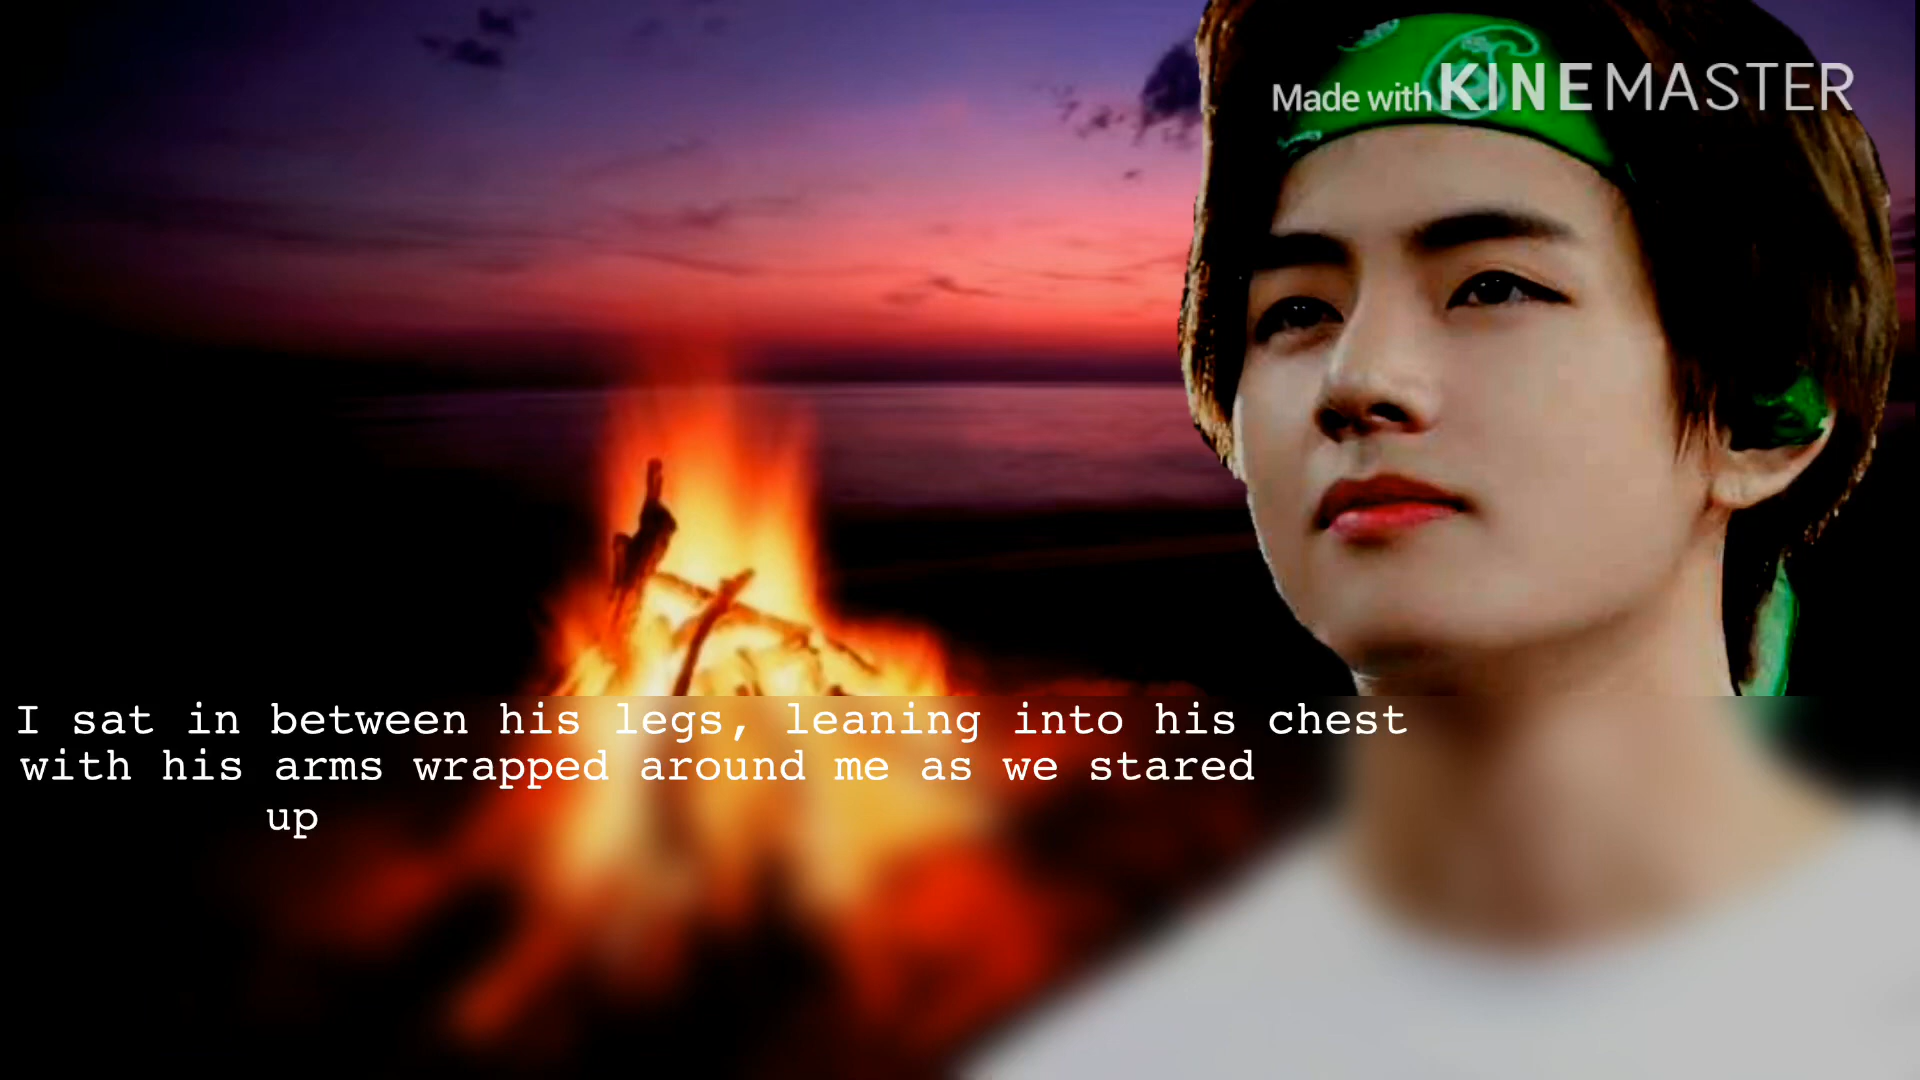 Made with KINEMASTER
I sat in between his legs, leaning into his chest
with his arms wrapped around me as we stared
up